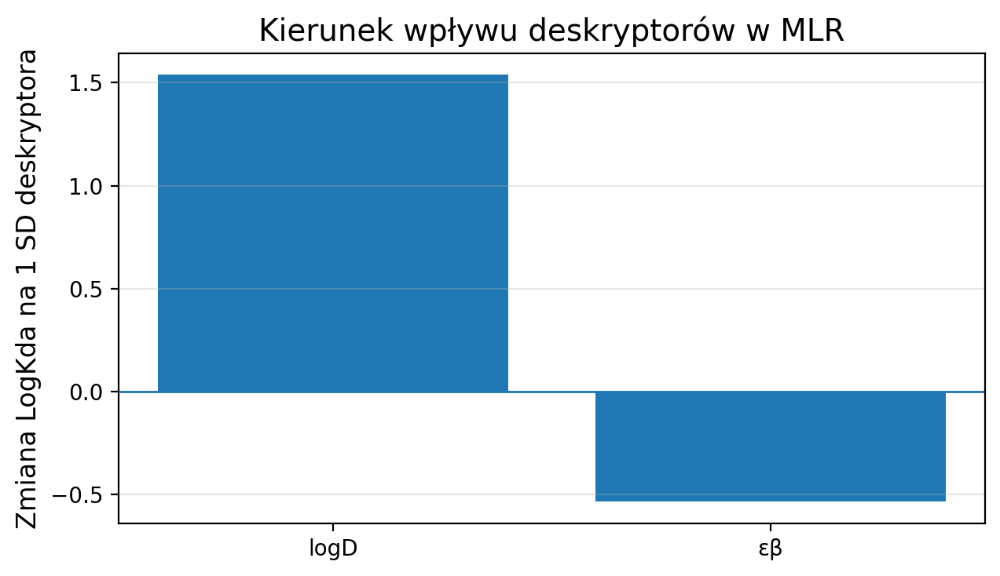 Kierunek wpływu deskryptorów w MLR
Zmiana LogKda na 1 SD deskryptora
1.5
1.0
0.5
0.0
−0.5
logD
εβ